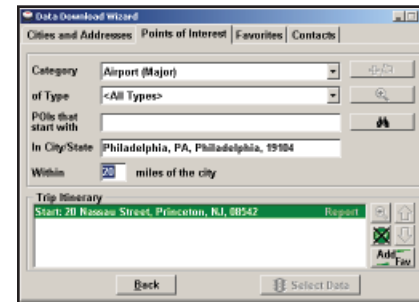 Data Download Wizard
Cities and Addresses Points of Interest Favorites Contacts
Category Airport (Major)
of Type <All Types>
POIs that
start with
In City/State Philadelphia, PA, Philadelphia, 19104
Within 20 miles of the city
Trip Itinerary
Start: 20 Nassau Street, Princeton, NJ, 08542 Report
Add Fav
Back Select Data